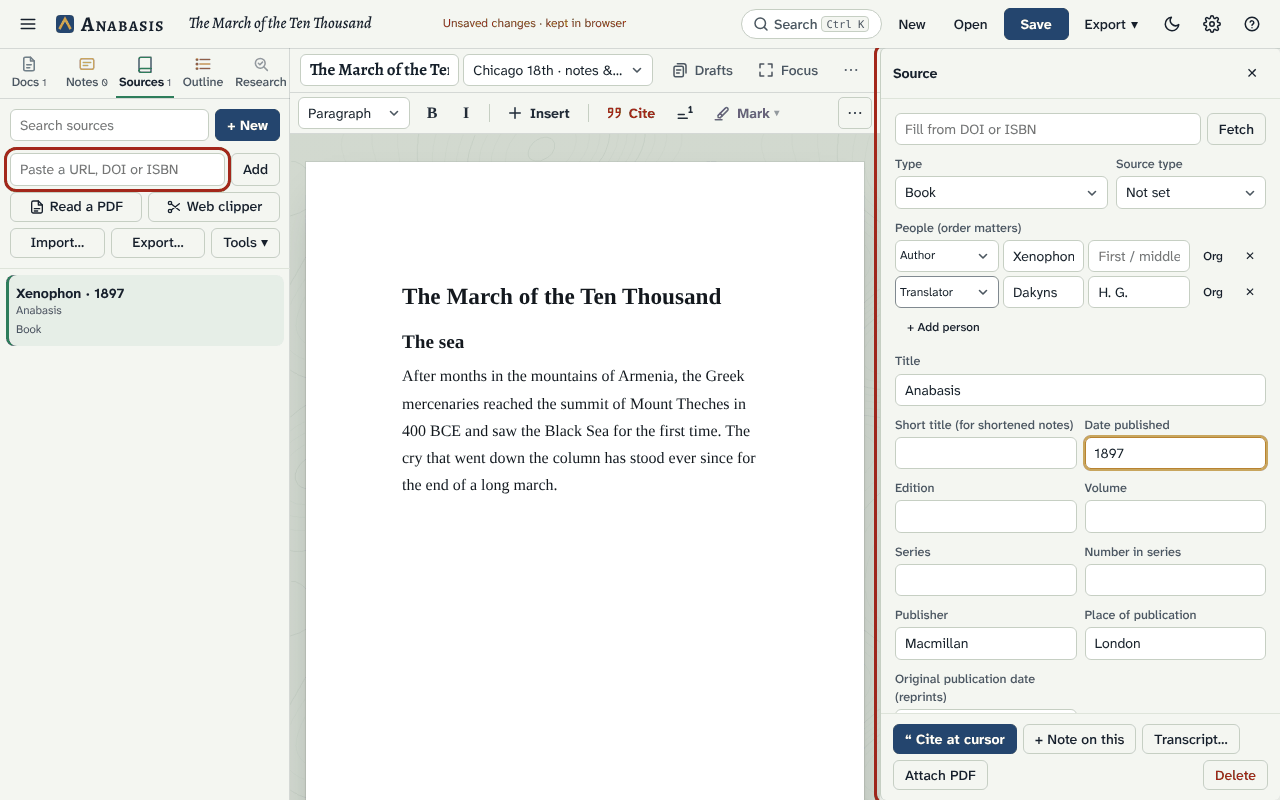 ANABASIS
The March of the Ten Thousand
Unsaved changes · kept in browser
Search Ctrl K
New
Open
Save
Export ▾
Docs 1
Notes 0
Sources 1
Outline
Research
Search sources
+ New
Paste a URL, DOI or ISBN
Add
Read a PDF
Web clipper
Import...
Export...
Tools ▾
Xenophon · 1897
Anabasis
Book
The March of the Te
Chicago 18th · notes &...
Drafts
Focus
...
Paragraph
B
I
+ Insert
Cite
1
Mark ▾
...
The March of the Ten Thousand
The sea
After months in the mountains of Armenia, the Greek
mercenaries reached the summit of Mount Theches in
400 BCE and saw the Black Sea for the first time. The
cry that went down the column has stood ever since for
the end of a long march.
Source
×
Fill from DOI or ISBN
Fetch
Type
Source type
Book
Not set
People (order matters)
Author
Xenophon
First / middle
Org
×
Translator
Dakyns
H. G.
Org
×
+ Add person
Title
Anabasis
Short title (for shortened notes)
Date published
1897
Edition
Volume
Series
Number in series
Publisher
Place of publication
Macmillan
London
Original publication date
(reprints)
❝ Cite at cursor
+ Note on this
Transcript...
Attach PDF
Delete